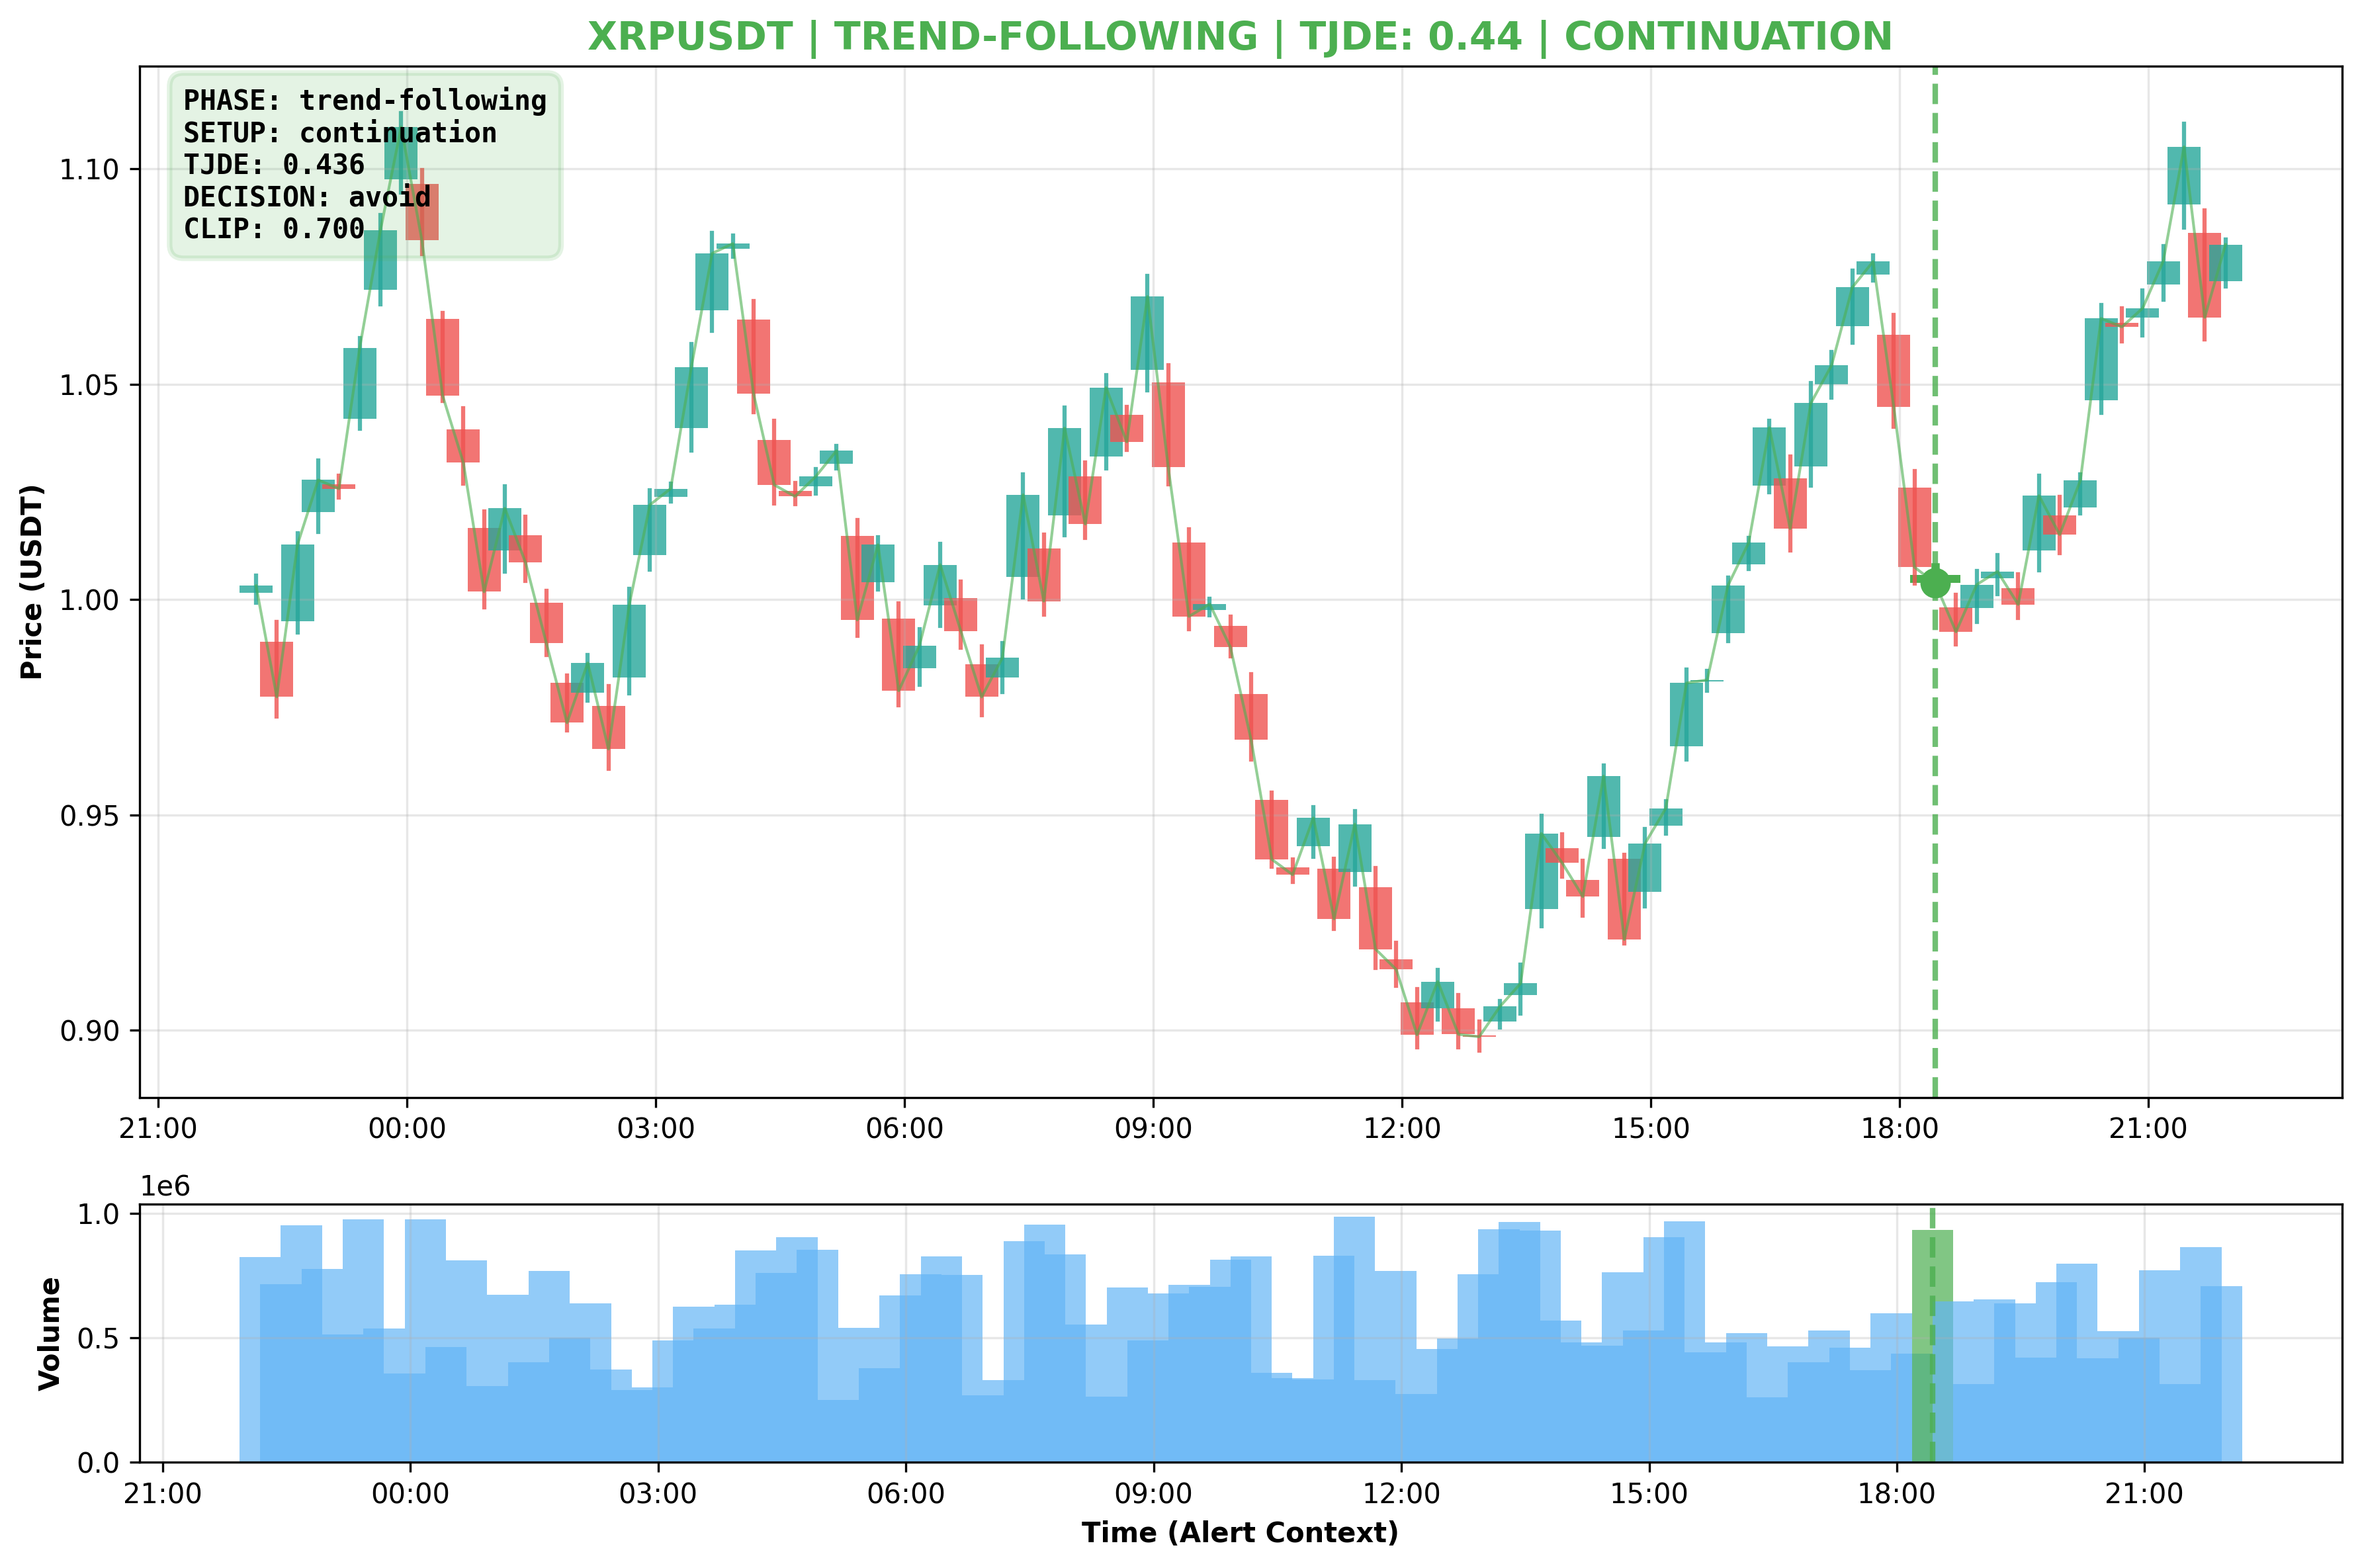 XRPUSDT | TREND-FOLLOWING | TJDE: 0.44 | CONTINUATION
PHASE: trend-following
SETUP: continuation
TJDE: 0.436
DECISION: avoid
CLIP: 0.700
Price (USDT)
1.10
1.05
1.00
0.95
0.90
21:00 00:00 03:00 06:00 09:00 12:00 15:00 18:00 21:00
1e6
Volume
1.0
0.5
0.0
21:00 00:00 03:00 06:00 09:00 12:00 15:00 18:00 21:00
Time (Alert Context)